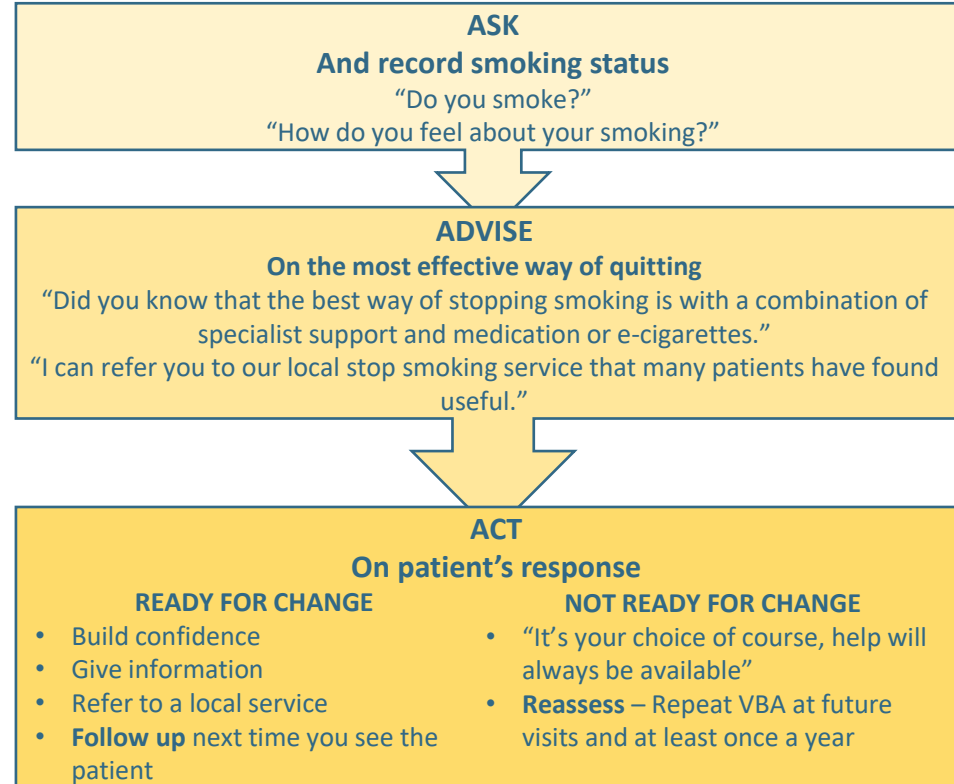 ASK
And record smoking status
“Do you smoke?”
“How do you feel about your smoking?”
ADVISE
On the most effective way of quitting
“Did you know that the best way of stopping smoking is with a combination of
specialist support and medication or e-cigarettes.”
“I can refer you to our local stop smoking service that many patients have found
useful.”
ACT
On patient’s response
READY FOR CHANGE
• Build confidence
• Give information
• Refer to a local service
• Follow up next time you see the
patient
NOT READY FOR CHANGE
• “It’s your choice of course, help will
always be available”
• Reassess – Repeat VBA at future
visits and at least once a year